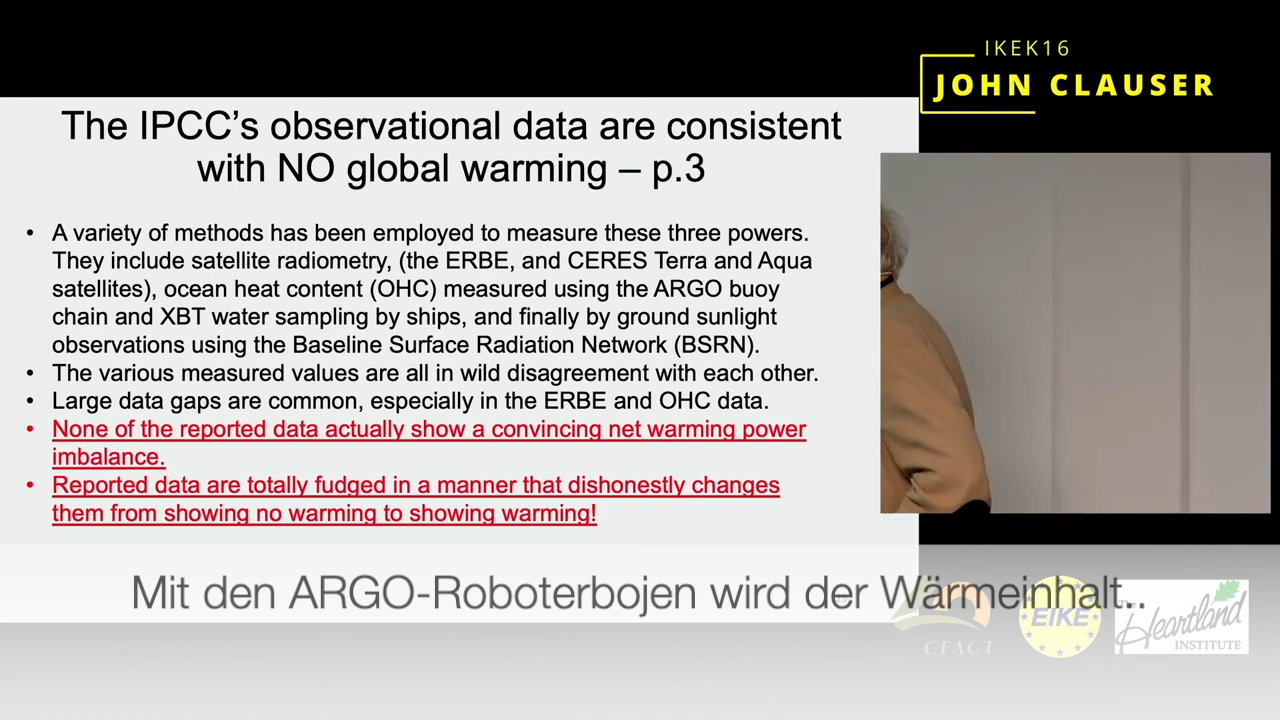 IKEK16
JOHN CLAUSER
The IPCC’s observational data are consistent
with NO global warming – p.3
• A variety of methods has been employed to measure these three powers.
They include satellite radiometry, (the ERBE, and CERES Terra and Aqua
satellites), ocean heat content (OHC) measured using the ARGO buoy
chain and XBT water sampling by ships, and finally by ground sunlight
observations using the Baseline Surface Radiation Network (BSRN).
• The various measured values are all in wild disagreement with each other.
• Large data gaps are common, especially in the ERBE and OHC data.
• None of the reported data actually show a convincing net warming power
imbalance.
• Reported data are totally fudged in a manner that dishonestly changes
them from showing no warming to showing warming!
Mit den ARGO-Roboterbojen wird der Wärmeinhalt..
CFACT
EIKE
The
Heartland
INSTITUTE